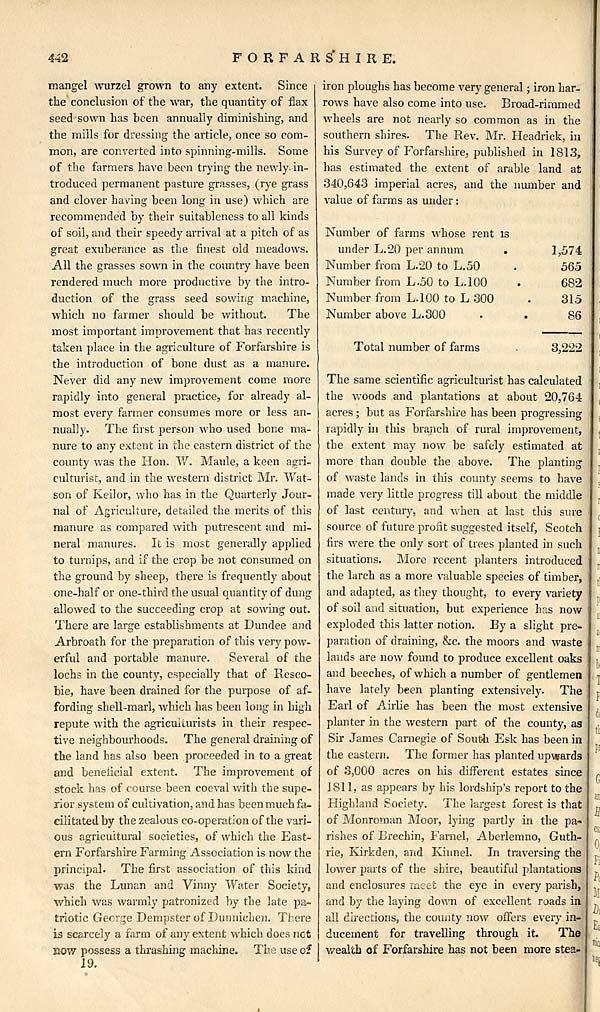 442
FORFARSHIRE.
mangel wurzel grown to any extent. Since
the conclusion of the war, the quantity of flax
seed sown has been annually diminishing, and
the mills for dressing the article, once so com-
mon, are converted into spinning-mills. Some
of the farmers have been trying the newly-in-
troduced permanent pasture grasses, (rye grass
and clover having been long in use) which are
recommended by their suitableness to all kinds
of soil, and their speedy arrival at a pitch of as
great exuberance as the finest old meadows.
All the grasses sown in the country have been
rendered much more productive by the intro-
duction of the grass seed sowing machine,
which no farmer should be without. The
most important improvement that has recently
taken place in the agriculture of Forfarshire is
the introduction of bone dust as a manure.
Never did any new improvement come more
rapidly into general practice, for already al-
most every farmer consumes more or less an-
nually. The first person who used bone ma-
nure to any extent in the eastern district of the
county was the Hon. W. Maule, a keen agri-
culturist, and in the western district Mr. Wat-
son of Keilor, who has in the Quarterly Jour-
nal of Agriculture, detailed the merits of this
manure as compared with putrescent and mi-
neral manures. It is most generally applied
to turnips, and if the crop be not consumed on
the ground by sheep, there is frequently about
one-half or one-third the usual quantity of dung
allowed to the succeeding crop at sowing out.
There are large establishments at Dundee and
Arbroath for the preparation of this very pow-
erful and portable manure. Several of the
lochs in the county, especially that of Resco-
bie, have been drained for the purpose of af-
fording shell-marl, which has been long in high
repute with the agriculturists in their respec-
tive neighbourhoods. The general draining of
the land has also been proceeded in to a great
and beneficial extent. The improvement of
stock has of course been coeval with the supe-
rior system of cultivation, and has been much fa-
cilitated by the zealous co-operation of the vari-
ous agricultural societies, of which the East-
ern Forfarshire Farming Association is now the
principal. The first association of this kind
was the Lunan and Vinny Water Society,
which was warmly patronized by the late pa-
triotic George Dempster of Dunnichen. There
is scarcely a farm of any extent which does not
now possess a thrashing machine. The use of
19.
iron ploughs has become very general; iron har-
rows have also come into use. Broad-rimmed
wheels are not nearly so common as in the
southern shires. The Rev. Mr. Headrick, in
his Survey of Forfarshire, published in 1813,
has estimated the extent of arable land at
340,643 imperial acres, and the number and
value of farms as under:
Number of farms whose rent is
under L.20 per annum . 1,574
Number from L.20 to L.50 . 565
Number from L.50 to L.100 . 682
Number from L.100 to L 300 . 315
Number above L.300 . . 86
Total number of farms . 3,222
The same scientific agriculturist has calculated
the woods and plantations at about 20,764
acres; but as Forfarshire has been progressing
rapidly in this branch of rural improvement,
the extent may now be safely estimated at
more than double the above. The planting
of waste lands in this county seems to have
made very little progress till about the middle
of last century, and when at last this sure
source of future profit suggested itself, Scotch
firs were the only sort of trees planted in such
situations. More recent planters introduced
the larch as a more valuable species of timber,
and adapted, as they thought, to every variety
of soil and situation, but experience has now
exploded this latter notion. By a slight pre-
paration of draining, &c. the moors and waste
lands are now found to produce excellent oaks
and beeches, of which a number of gentlemen
have lately been planting extensively. The
Earl of Airlie has been the most extensive
planter in the western part of the county, as
Sir James Carnegie of South Esk has been in
the eastern. The former has planted upwards
of 3,000 acres on his different estates since
1811, as appears by his lordship's report to the
Highland Society. The largest forest is that
of Monroman Moor, lying partly in the pa-
rishes of Brechin, Farnel, Aberlemno, Guth-
rie, Kirkden, and Kinnel. In traversing the
lower parts of the shire, beautiful plantations
and enclosures meet the eye in every parish,
and by the laying down of excellent roads in
all directions, the county now offers every in-
ducement for travelling through it. The
wealth of Forfarshire has not been more stea-